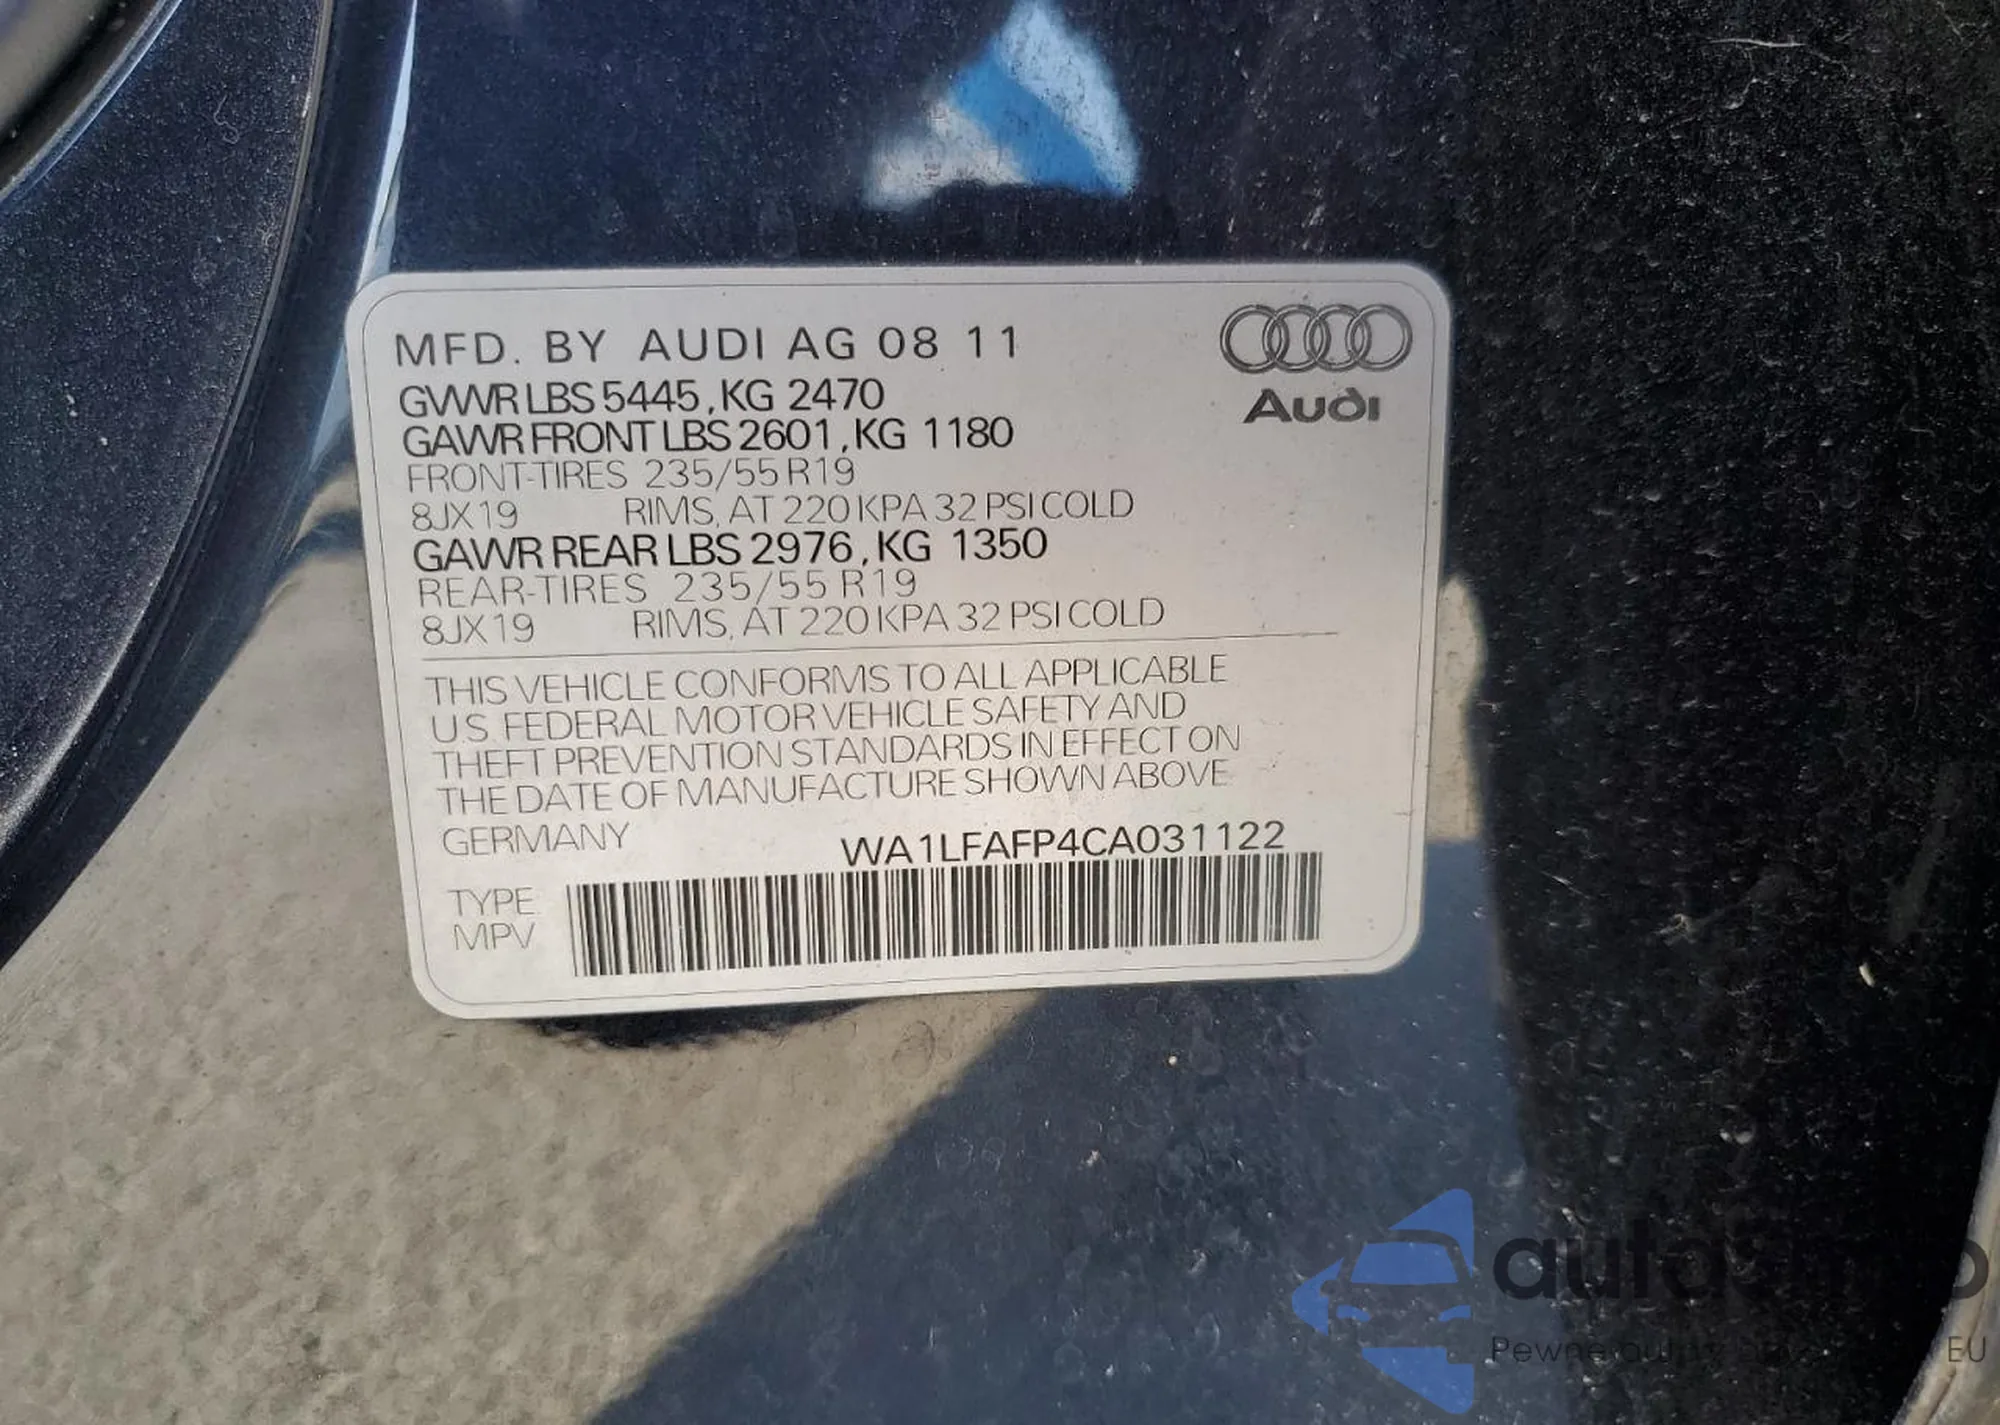 MFD. BY AUDI AG 08 11
GVWR LBS 5445, KG 2470
GAWR FRONT LBS 2601, KG 1180
FRONT-TIRES 235/55 R19
8JX19 RIMS, AT 220 KPA 32 PSI COLD
GAWR REAR LBS 2976, KG 1350
REAR-TIRES 235/55 R19
8JX19 RIMS, AT 220 KPA 32 PSI COLD
Audi
THIS VEHICLE CONFORMS TO ALL APPLICABLE
U.S. FEDERAL MOTOR VEHICLE SAFETY AND
THEFT PREVENTION STANDARDS IN EFFECT ON
THE DATE OF MANUFACTURE SHOWN ABOVE
GERMANY WA1LFAFP4CA031122
TYPE
MPV
Pewne auta
EU